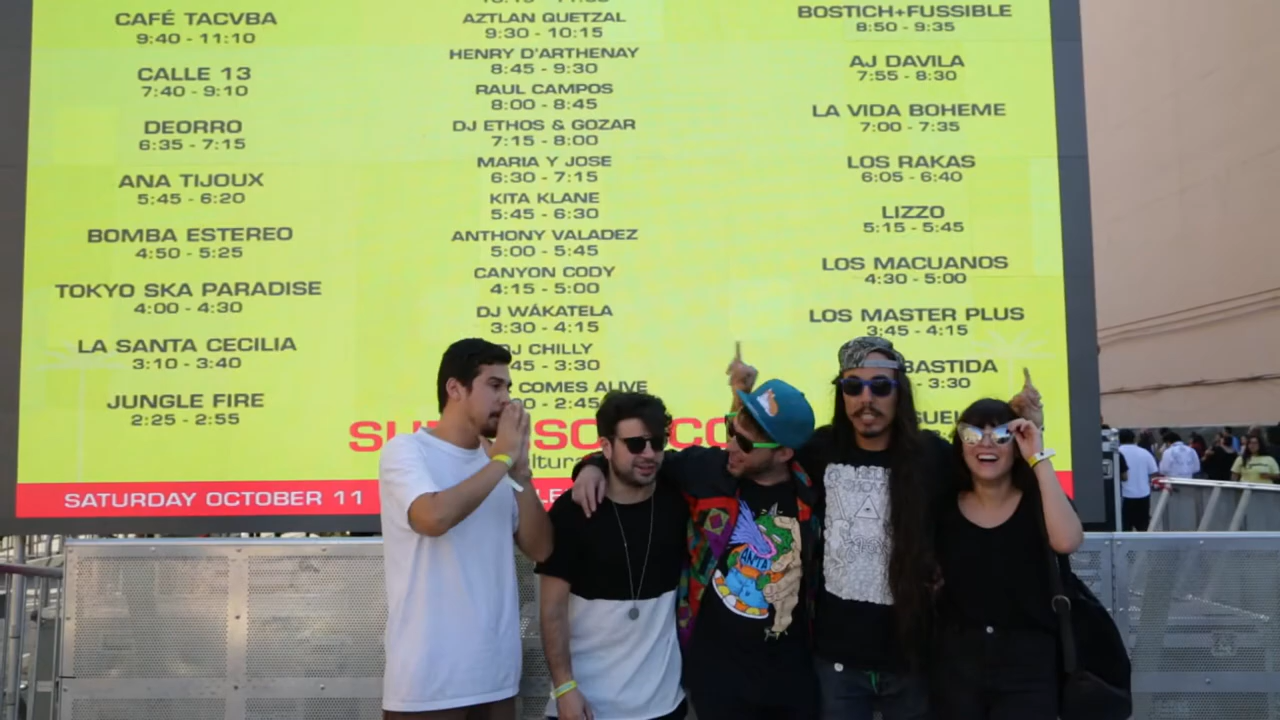 CAFÉ TACVBA
9:40 - 11:10
CALLE 13
7:40 - 9:10
DEORRO
6:35 - 7:15
ANA TIJOUX
5:45 - 6:20
BOMBA ESTEREO
4:50 - 5:25
TOKYO SKA PARADISE
4:00 - 4:30
LA SANTA CECILIA
3:10 - 3:40
JUNGLE FIRE
2:25 - 2:55
AZTLAN QUETZAL
9:30 - 10:15
HENRY D'ARTHENAY
8:45 - 9:30
RAUL CAMPOS
8:00 - 8:45
DJ ETHOS & GOZAR
7:15 - 8:00
MARIA Y JOSE
6:30 - 7:15
KITA KLANE
5:45 - 6:30
ANTHONY VALADEZ
5:00 - 5:45
CANYON CODY
4:15 - 5:00
DJ WÁKATELA
3:30 - 4:15
DJ CHILLY
45 - 3:30
COMES ALIVE
00 - 2:45
BOSTICH+FUSSIBLE
8:50 - 9:35
AJ DAVILA
7:55 - 8:30
LA VIDA BOHEME
7:00 - 7:35
LOS RAKAS
6:05 - 6:40
LIZZO
5:15 - 5:45
LOS MACUANOS
4:30 - 5:00
LOS MASTER PLUS
3:45 - 4:15
BASTIDA
- 3:30
SATURDAY OCTOBER 11
ANTA